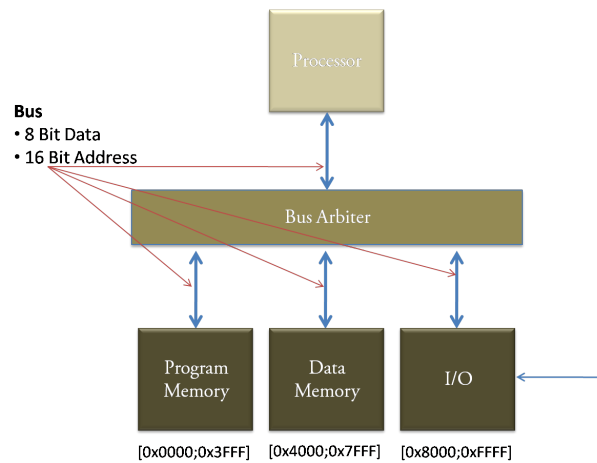 Processor
Bus
• 8 Bit Data
• 16 Bit Address
Bus Arbiter
Program
Memory
Data
Memory
I/O
[0x0000;0x3FFF]
[0x4000;0x7FFF]
[0x8000;0xFFFF]